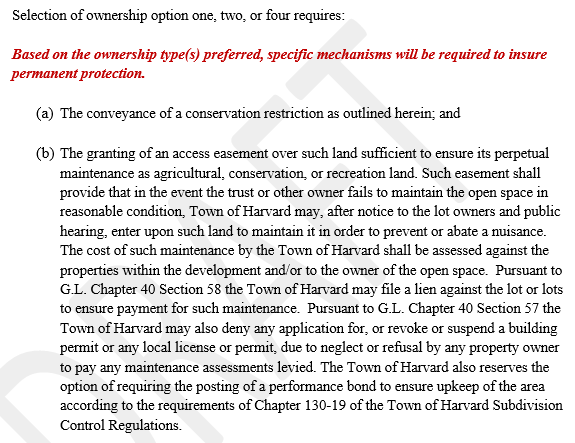 Selection of ownership option one, two, or four requires:
Based on the ownership type(s) preferred, specific mechanisms will be required to insure
permanent protection.
(a) The conveyance of a conservation restriction as outlined herein; and
(b) The granting of an access easement over such land sufficient to ensure its perpetual
maintenance as agricultural, conservation, or recreation land. Such easement shall
provide that in the event the trust or other owner fails to maintain the open space in
reasonable condition, Town of Harvard may, after notice to the lot owners and public
hearing, enter upon such land to maintain it in order to prevent or abate a nuisance.
The cost of such maintenance by the Town of Harvard shall be assessed against the
properties within the development and/or to the owner of the open space. Pursuant to
G.L. Chapter 40 Section 58 the Town of Harvard may file a lien against the lot or lots
to ensure payment for such maintenance. Pursuant to G.L. Chapter 40 Section 57 the
Town of Harvard may also deny any application for, or revoke or suspend a building
permit or any local license or permit, due to neglect or refusal by any property owner
to pay any maintenance assessments levied. The Town of Harvard also reserves the
option of requiring the posting of a performance bond to ensure upkeep of the area
according to the requirements of Chapter 130-19 of the Town of Harvard Subdivision
Control Regulations.
DRAFT